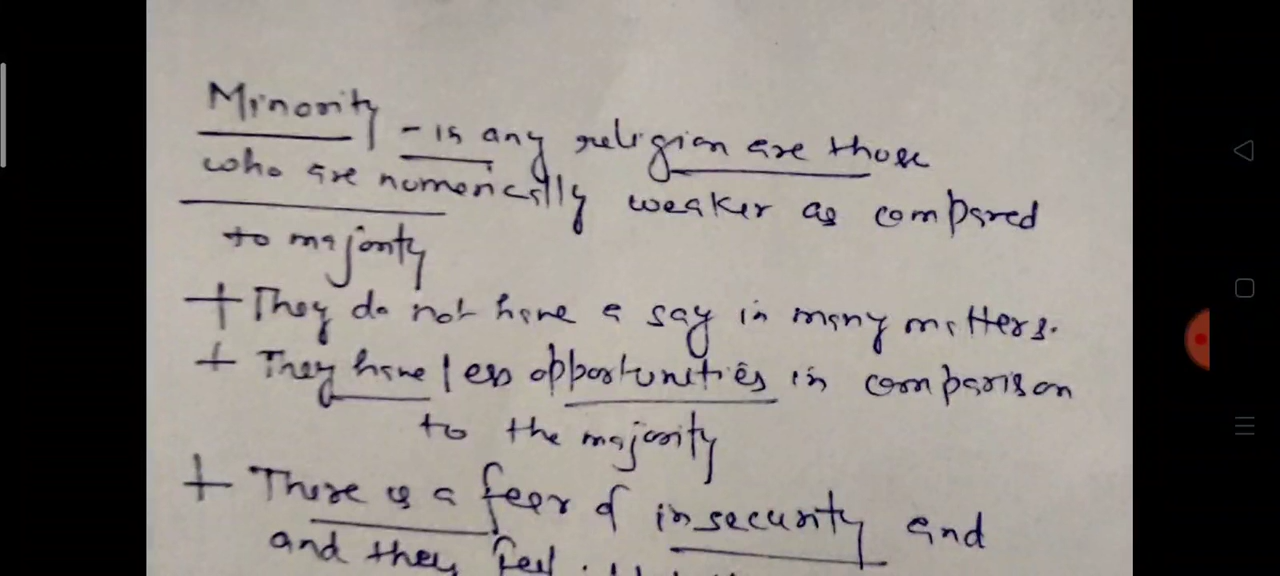 Minority - is any religion are those
who are numerically weaker as compared
to majority
+ They do not have a say in many matters.
+ They have less opportunities in comparison
to the majority
+ There is a fear of insecurity and
and they feel